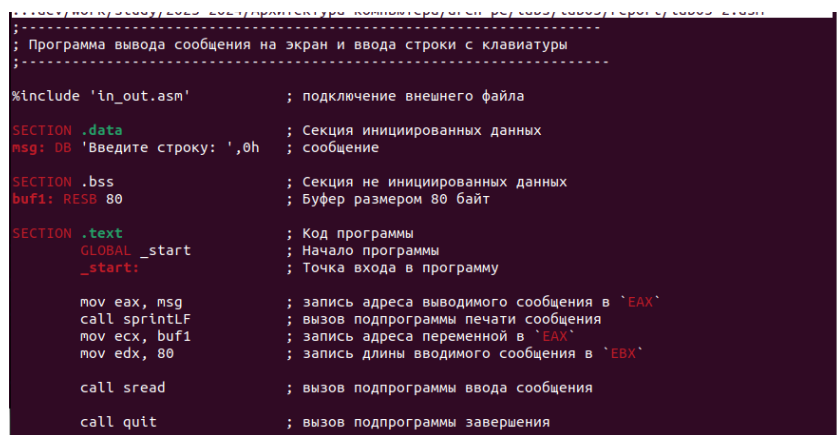 ;--------------------------------------------------------------------
; Программа вывода сообщения на экран и ввода строки с клавиатуры
;---------------------------------------------------------------------
%include 'in_out.asm' ; подключение внешнего файла
SECTION .data ; Секция инициированных данных
msg: DB 'Введите строку: ',0h ; сообщение
SECTION .bss ; Секция не инициированных данных
buf1: RESB 80 ; Буфер размером 80 байт
SECTION .text ; Код программы
GLOBAL _start ; Начало программы
_start: ; Точка входа в программу
mov eax, msg ; запись адреса выводимого сообщения в `EAX`
call sprintLF ; вызов подпрограммы печати сообщения
mov ecx, buf1 ; запись адреса переменной в `EAX`
mov edx, 80 ; запись длины вводимого сообщения в `EBX`
call sread ; вызов подпрограммы ввода сообщения
call quit ; вызов подпрограммы завершения